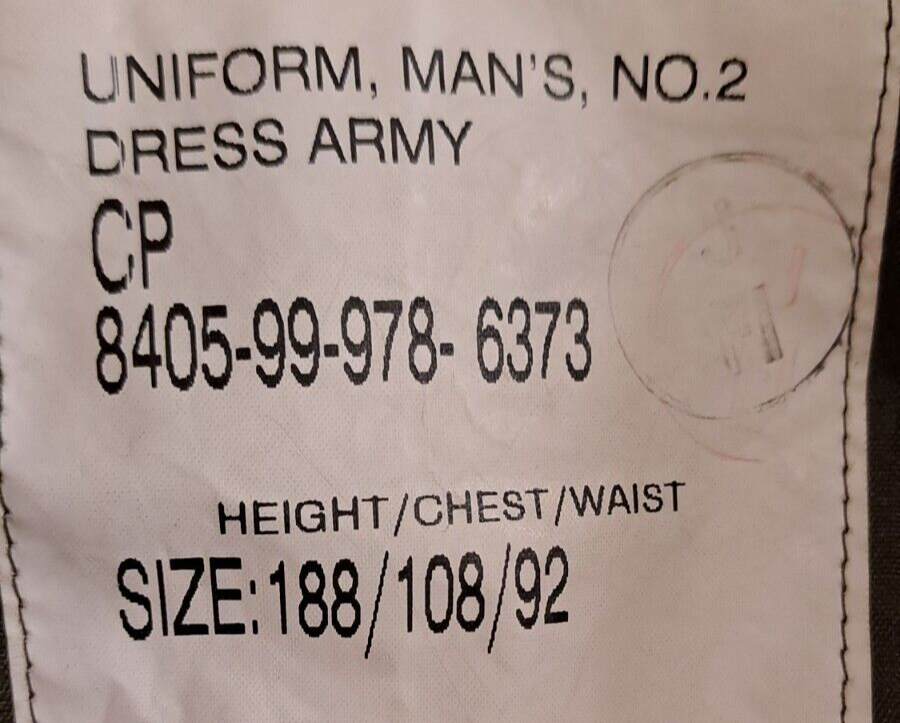 UNIFORM, MAN'S, NO.2
DRESS ARMY
CP
8405-99-978- 6373
HEIGHT/CHEST/WAIST
SIZE:188/108/92